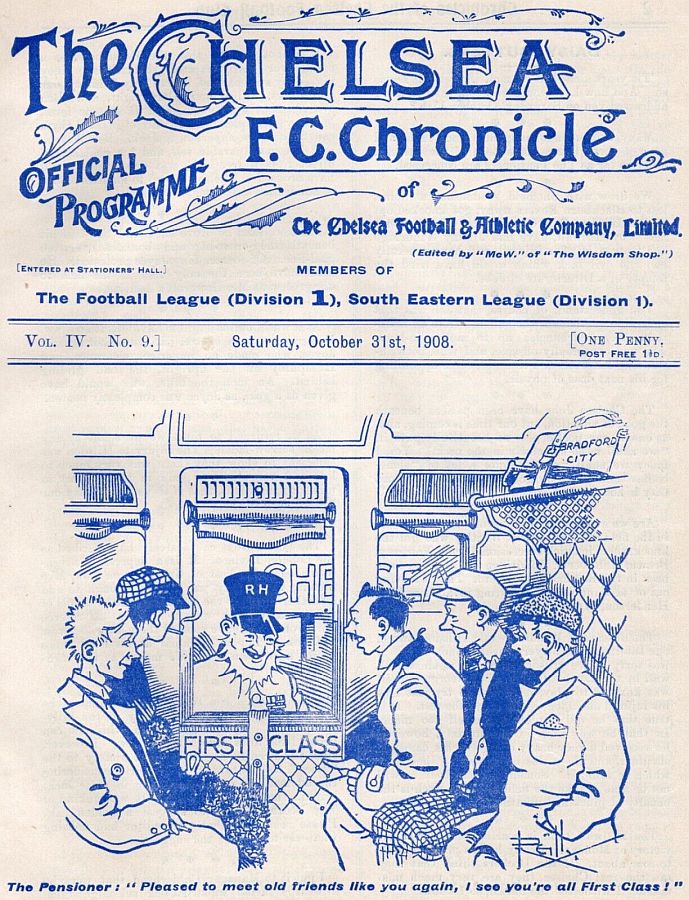 The CHELSEA
F.C. Chronicle
OFFICIAL
PROGRAMME
of
The Chelsea Football & Athletic Company, Limited.
(Edited by "McW." of "The Wisdom Shop.")
[ENTERED AT STATIONERS' HALL.]
MEMBERS OF
The Football League (Division 1), South Eastern League (Division 1).
VOL. IV. No. 9.] Saturday, October 31st, 1908. [ONE PENNY.
POST FREE 1½D.
BRADFORD
CITY
CHELSEA
RH
FIRST CLASS
The Pensioner: "Pleased to meet old friends like you again, I see you're all First Class!"